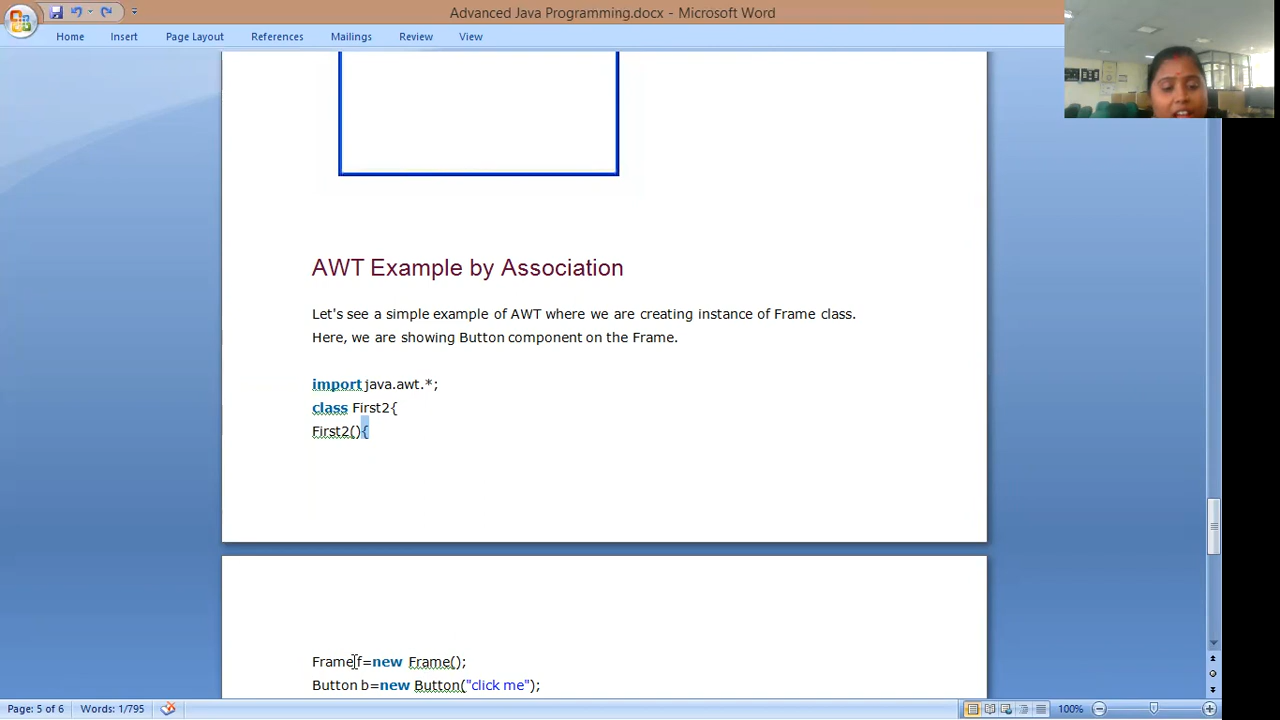 Advanced Java Programming.docx - Microsoft Word
Home Insert Page Layout References Mailings Review View
AWT Example by Association
Let's see a simple example of AWT where we are creating instance of Frame class.
Here, we are showing Button component on the Frame.
import java.awt.*;
class First2{
First2(){
Frame f=new Frame();
Button b=new Button("click me");
Page: 5 of 6 Words: 1/795 100%